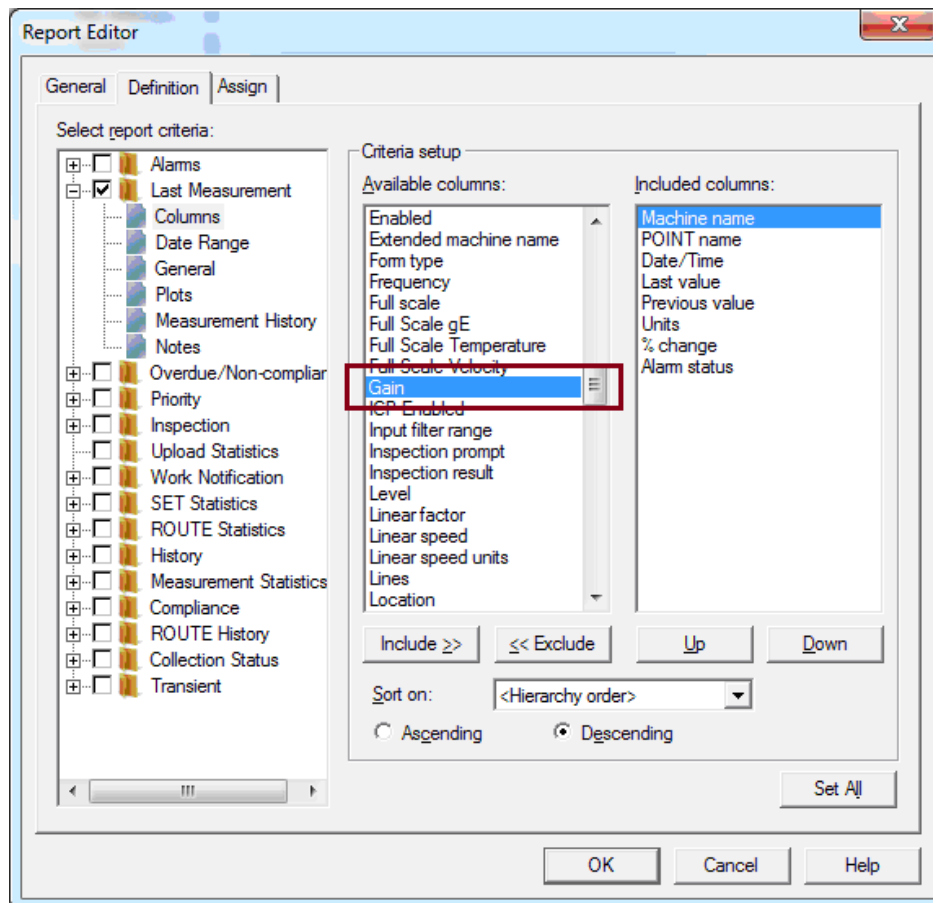 Report Editor
General Definition Assign
Select report criteria:
Alarms
Last Measurement
Columns
Date Range
General
Plots
Measurement History
Notes
Overdue/Non-complian
Priority
Inspection
Upload Statistics
Work Notification
SET Statistics
ROUTE Statistics
History
Measurement Statistics
Compliance
ROUTE History
Collection Status
Transient
Criteria setup
Available columns:
Enabled
Extended machine name
Form type
Frequency
Full scale
Full Scale gE
Full Scale Temperature
Full Scale Velocity
Gain
ICP Enabled
Input filter range
Inspection prompt
Inspection result
Level
Linear factor
Linear speed
Linear speed units
Lines
Location
Included columns:
Machine name
POINT name
Date/Time
Last value
Previous value
Units
% change
Alarm status
Include >> << Exclude Up Down
Sort on: <Hierarchy order>
Ascending Descending
Set All
OK Cancel Help